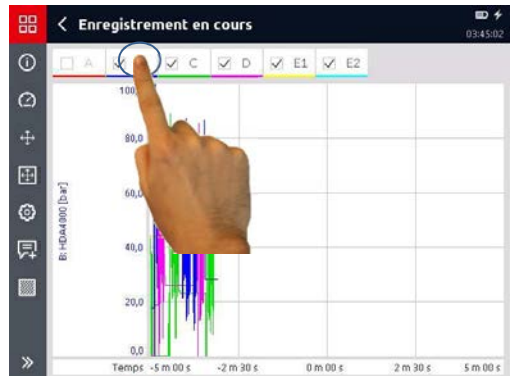 Enregistrement en cours
03:45:02
A C D E1 E2
100,0
80,0
60,0
40,0
20,0
0,0
B: HDA4000 [bar]
Temps -5 m 00 s -2 m 30 s 0 m 00 s 2 m 30 s 5 m 00 s